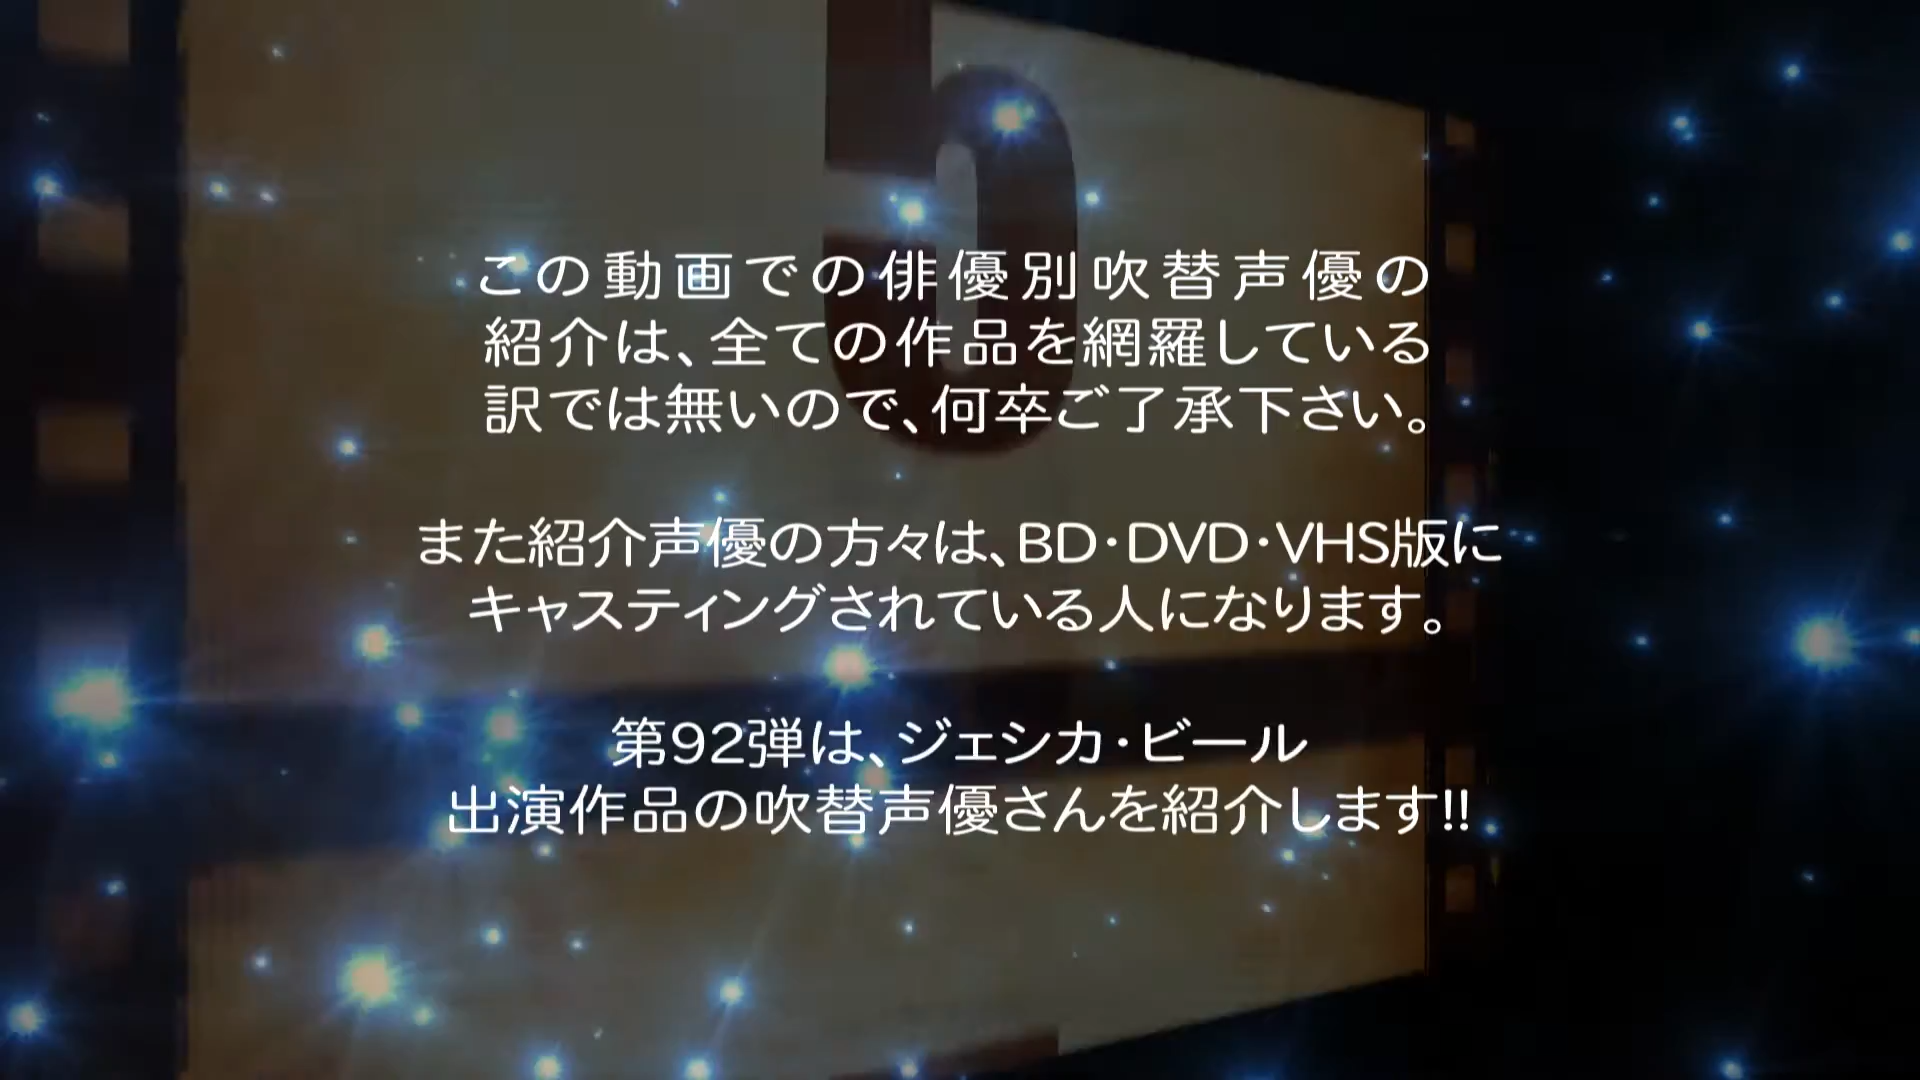 この動画での俳優別吹替声優の
紹介は、全ての作品を網羅している
訳では無いので、何卒ご了承下さい。
また紹介声優の方々は、BD・DVD・VHS版に
キャスティングされている人になります。
第92弾は、ジェシカ・ビール
出演作品の吹替声優さんを紹介します!!